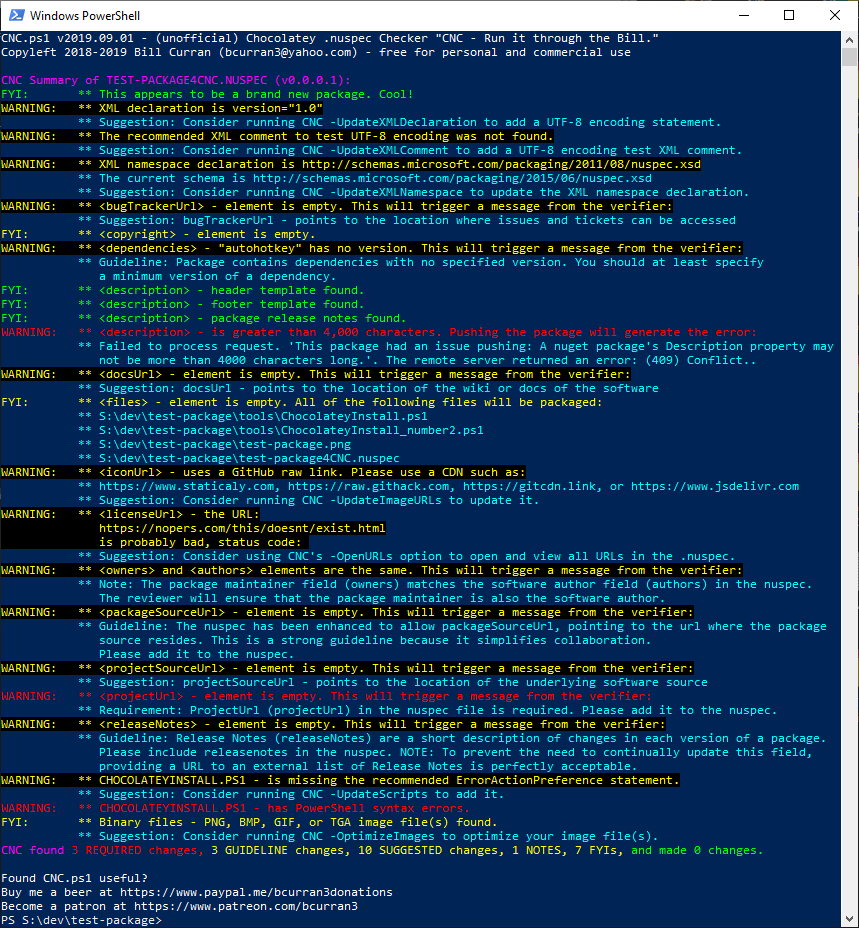 Windows PowerShell
CNC.ps1 v2019.09.01 - (unofficial) Chocolatey .nuspec Checker "CNC - Run it through the Bill."
Copyleft 2018-2019 Bill Curran (bcurran3@yahoo.com) - free for personal and commercial use
CNC Summary of TEST-PACKAGE4CNC.NUSPEC (v0.0.0.1):
FYI: ** This appears to be a brand new package. Cool!
WARNING: ** XML declaration is version="1.0"
** Suggestion: Consider running CNC -UpdateXMLDeclaration to add a UTF-8 encoding statement.
WARNING: ** The recommended XML comment to test UTF-8 encoding was not found.
** Suggestion: Consider running CNC -UpdateXMLComment to add a UTF-8 encoding test XML comment.
WARNING: ** XML namespace declaration is http://schemas.microsoft.com/packaging/2011/08/nuspec.xsd
** The current schema is http://schemas.microsoft.com/packaging/2015/06/nuspec.xsd
** Suggestion: Consider running CNC -UpdateXMLNamespace to update the XML namespace declaration.
WARNING: ** <bugTrackerUrl> - element is empty. This will trigger a message from the verifier:
** Suggestion: bugTrackerUrl - points to the location where issues and tickets can be accessed
FYI: ** <copyright> - element is empty.
WARNING: ** <dependencies> - "autohotkey" has no version. This will trigger a message from the verifier:
** Guideline: Package contains dependencies with no specified version. You should at least specify
a minimum version of a dependency.
FYI: ** <description> - header template found.
FYI: ** <description> - footer template found.
FYI: ** <description> - package release notes found.
WARNING: ** <description> - is greater than 4,000 characters. Pushing the package will generate the error:
** Failed to process request. 'This package had an issue pushing: A nuget package's Description property may
not be more than 4000 characters long.'. The remote server returned an error: (409) Conflict..
WARNING: ** <docsUrl> - element is empty. This will trigger a message from the verifier:
** Suggestion: docsUrl - points to the location of the wiki or docs of the software
FYI: ** <files> - element is empty. All of the following files will be packaged:
** S:\dev\test-package\tools\ChocolateyInstall.ps1
** S:\dev\test-package\tools\ChocolateyInstall_number2.ps1
** S:\dev\test-package\test-package.png
** S:\dev\test-package\test-package4CNC.nuspec
WARNING: ** <iconUrl> - uses a GitHub raw link. Please use a CDN such as:
** https://www.staticaly.com, https://raw.githack.com, https://gitcdn.link, or https://www.jsdelivr.com
** Suggestion: Consider running CNC -UpdateImageURLs to update it.
WARNING: ** <licenseUrl> - the URL:
https://nopers.com/this/doesnt/exist.html
is probably bad, status code:
** Suggestion: Consider using CNC's -OpenURLs option to open and view all URLs in the .nuspec.
WARNING: ** <owners> and <authors> elements are the same. This will trigger a message from the verifier:
** Note: The package maintainer field (owners) matches the software author field (authors) in the nuspec.
The reviewer will ensure that the package maintainer is also the software author.
WARNING: ** <packageSourceUrl> - element is empty. This will trigger a message from the verifier:
** Guideline: The nuspec has been enhanced to allow packageSourceUrl, pointing to the url where the package
source resides. This is a strong guideline because it simplifies collaboration.
Please add it to the nuspec.
WARNING: ** <projectSourceUrl> - element is empty. This will trigger a message from the verifier:
** Suggestion: projectSourceUrl - points to the location of the underlying software source
WARNING: ** <projectUrl> - element is empty. This will trigger a message from the verifier:
** Requirement: ProjectUrl (projectUrl) in the nuspec file is required. Please add it to the nuspec.
WARNING: ** <releaseNotes> - element is empty. This will trigger a message from the verifier:
** Guideline: Release Notes (releaseNotes) are a short description of changes in each version of a package.
Please include releasenotes in the nuspec. NOTE: To prevent the need to continually update this field,
providing a URL to an external list of Release Notes is perfectly acceptable.
WARNING: ** CHOCOLATEYINSTALL.PS1 - is missing the recommended ErrorActionPreference statement.
** Suggestion: Consider running CNC -UpdateScripts to add it.
WARNING: ** CHOCOLATEYINSTALL.PS1 - has PowerShell syntax errors.
FYI: ** Binary files - PNG, BMP, GIF, or TGA image file(s) found.
** Suggestion: Consider running CNC -OptimizeImages to optimize your image file(s).
CNC found 3 REQUIRED changes, 3 GUIDELINE changes, 10 SUGGESTED changes, 1 NOTES, 7 FYIs, and made 0 changes.
Found CNC.ps1 useful?
Buy me a beer at https://www.paypal.me/bcurran3donations
Become a patron at https://www.patreon.com/bcurran3
PS S:\dev\test-package>